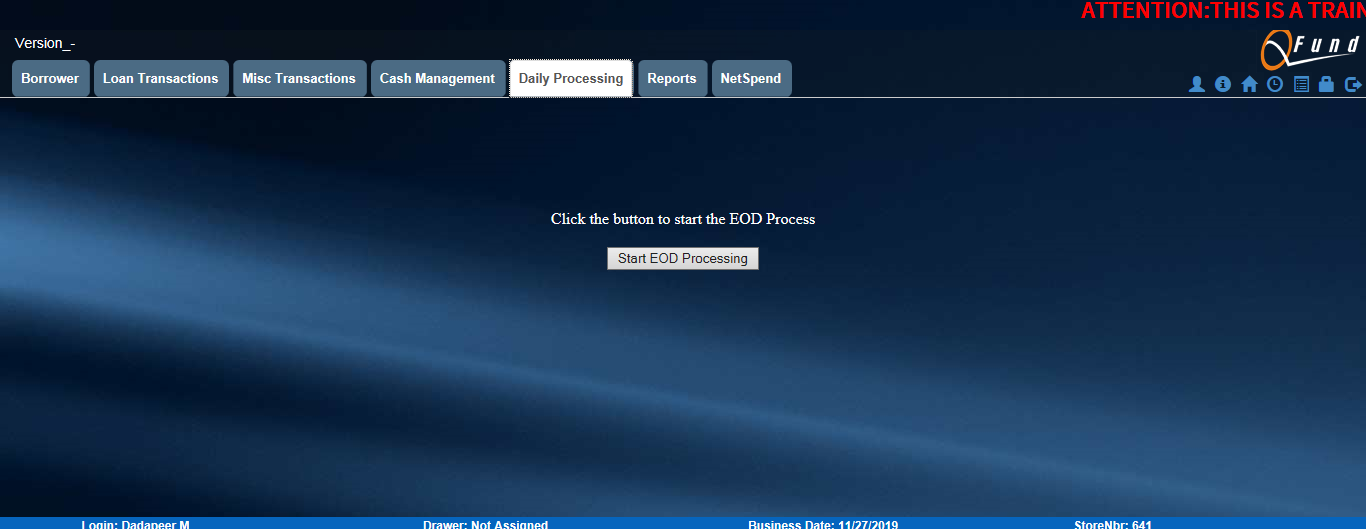 ATTENTION:THIS IS A TRAIN
Version_-
QFund
Borrower Loan Transactions Misc Transactions Cash Management Daily Processing Reports NetSpend
Click the button to start the EOD Process
Start EOD Processing
Login: Dadapeer M Drawer: Not Assigned Business Date: 11/27/2019 StoreNbr: 641